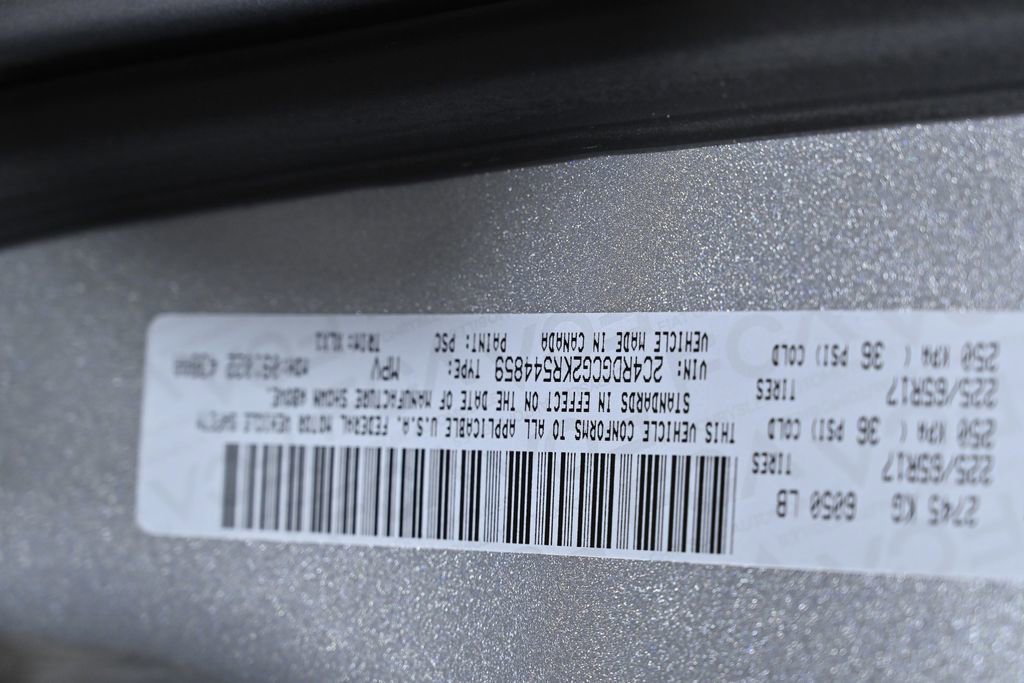 2745 KG 6050 LB
225/65R17 TIRES
250 KPA ( 36 PSI) COLD
225/65R17 TIRES
250 KPA ( 36 PSI) COLD
THIS VEHICLE CONFORMS TO ALL APPLICABLE U.S.A. FEDERAL MOTOR VEHICLE SAFETY
STANDARDS IN EFFECT ON THE DATE OF MANUFACTURE SHOWN ABOVE.
VIN: 2C4RDGCG2KR544859 TYPE: MPV
VEHICLE MADE IN CANADA PAINT: PSC